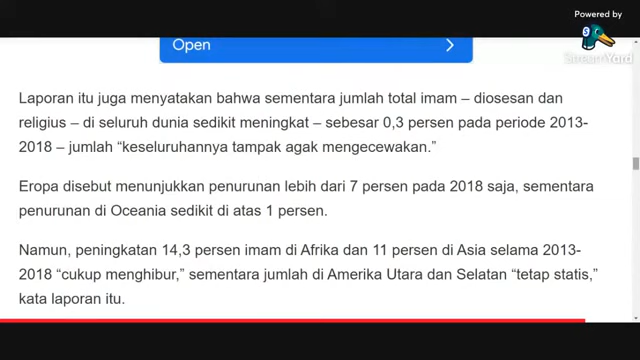 Powered by
StreamYard
Open
Laporan itu juga menyatakan bahwa sementara jumlah total imam – diosesan dan
religius – di seluruh dunia sedikit meningkat – sebesar 0,3 persen pada periode 2013-
2018 – jumlah “keseluruhannya tampak agak mengecewakan.”
Eropa disebut menunjukkan penurunan lebih dari 7 persen pada 2018 saja, sementara
penurunan di Oceania sedikit di atas 1 persen.
Namun, peningkatan 14,3 persen imam di Afrika dan 11 persen di Asia selama 2013-
2018 “cukup menghibur,” sementara jumlah di Amerika Utara dan Selatan “tetap statis,”
kata laporan itu.